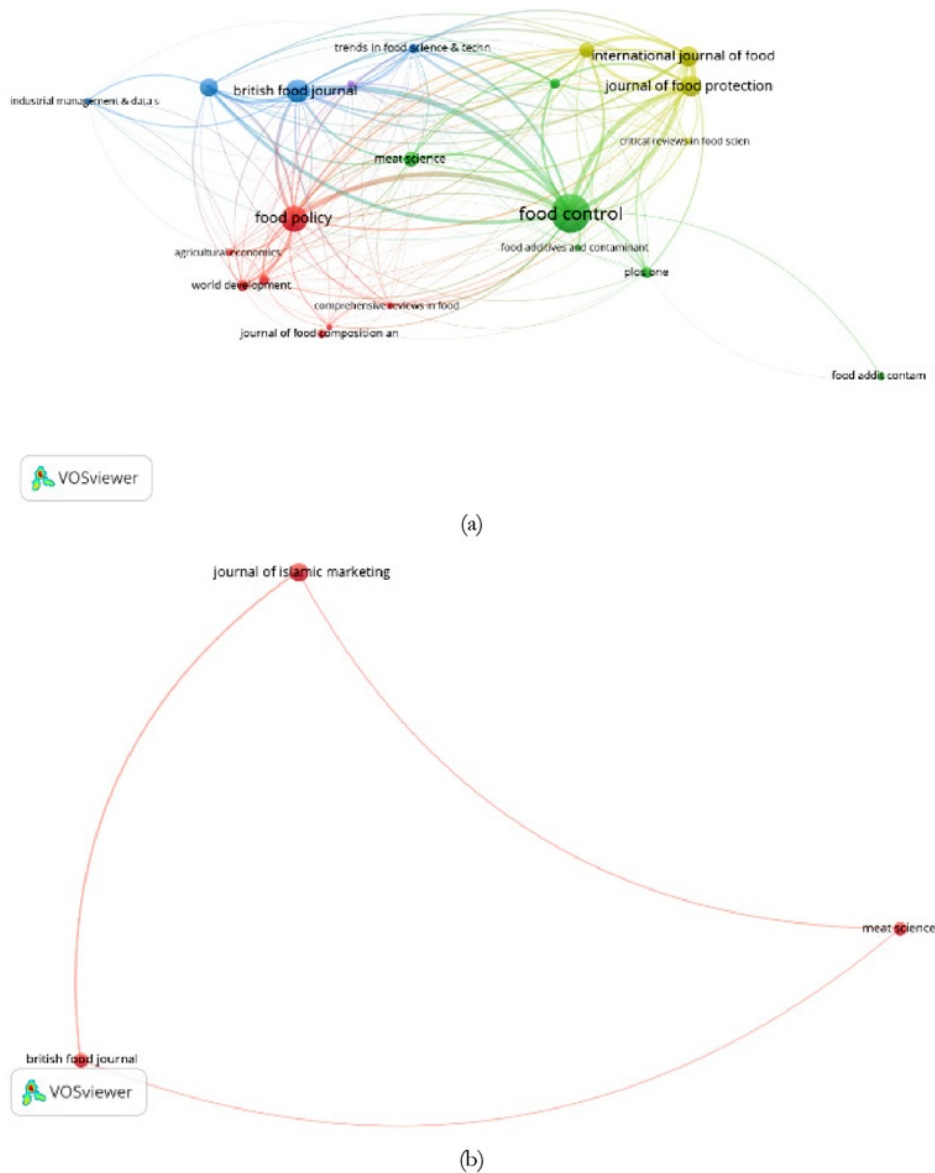 trends in food science & techn
international journal of food
british food journal
journal of food protection
industrial management & data s
critical reviews in food scien
meat science
food policy
food control
agricultural economics
food additives and contaminant
world development
plos one
comprehensive reviews in food
journal of food composition an
food addit contam
VOSviewer
(a)
journal of islamic marketing
meat science
british food journal
VOSviewer
(b)